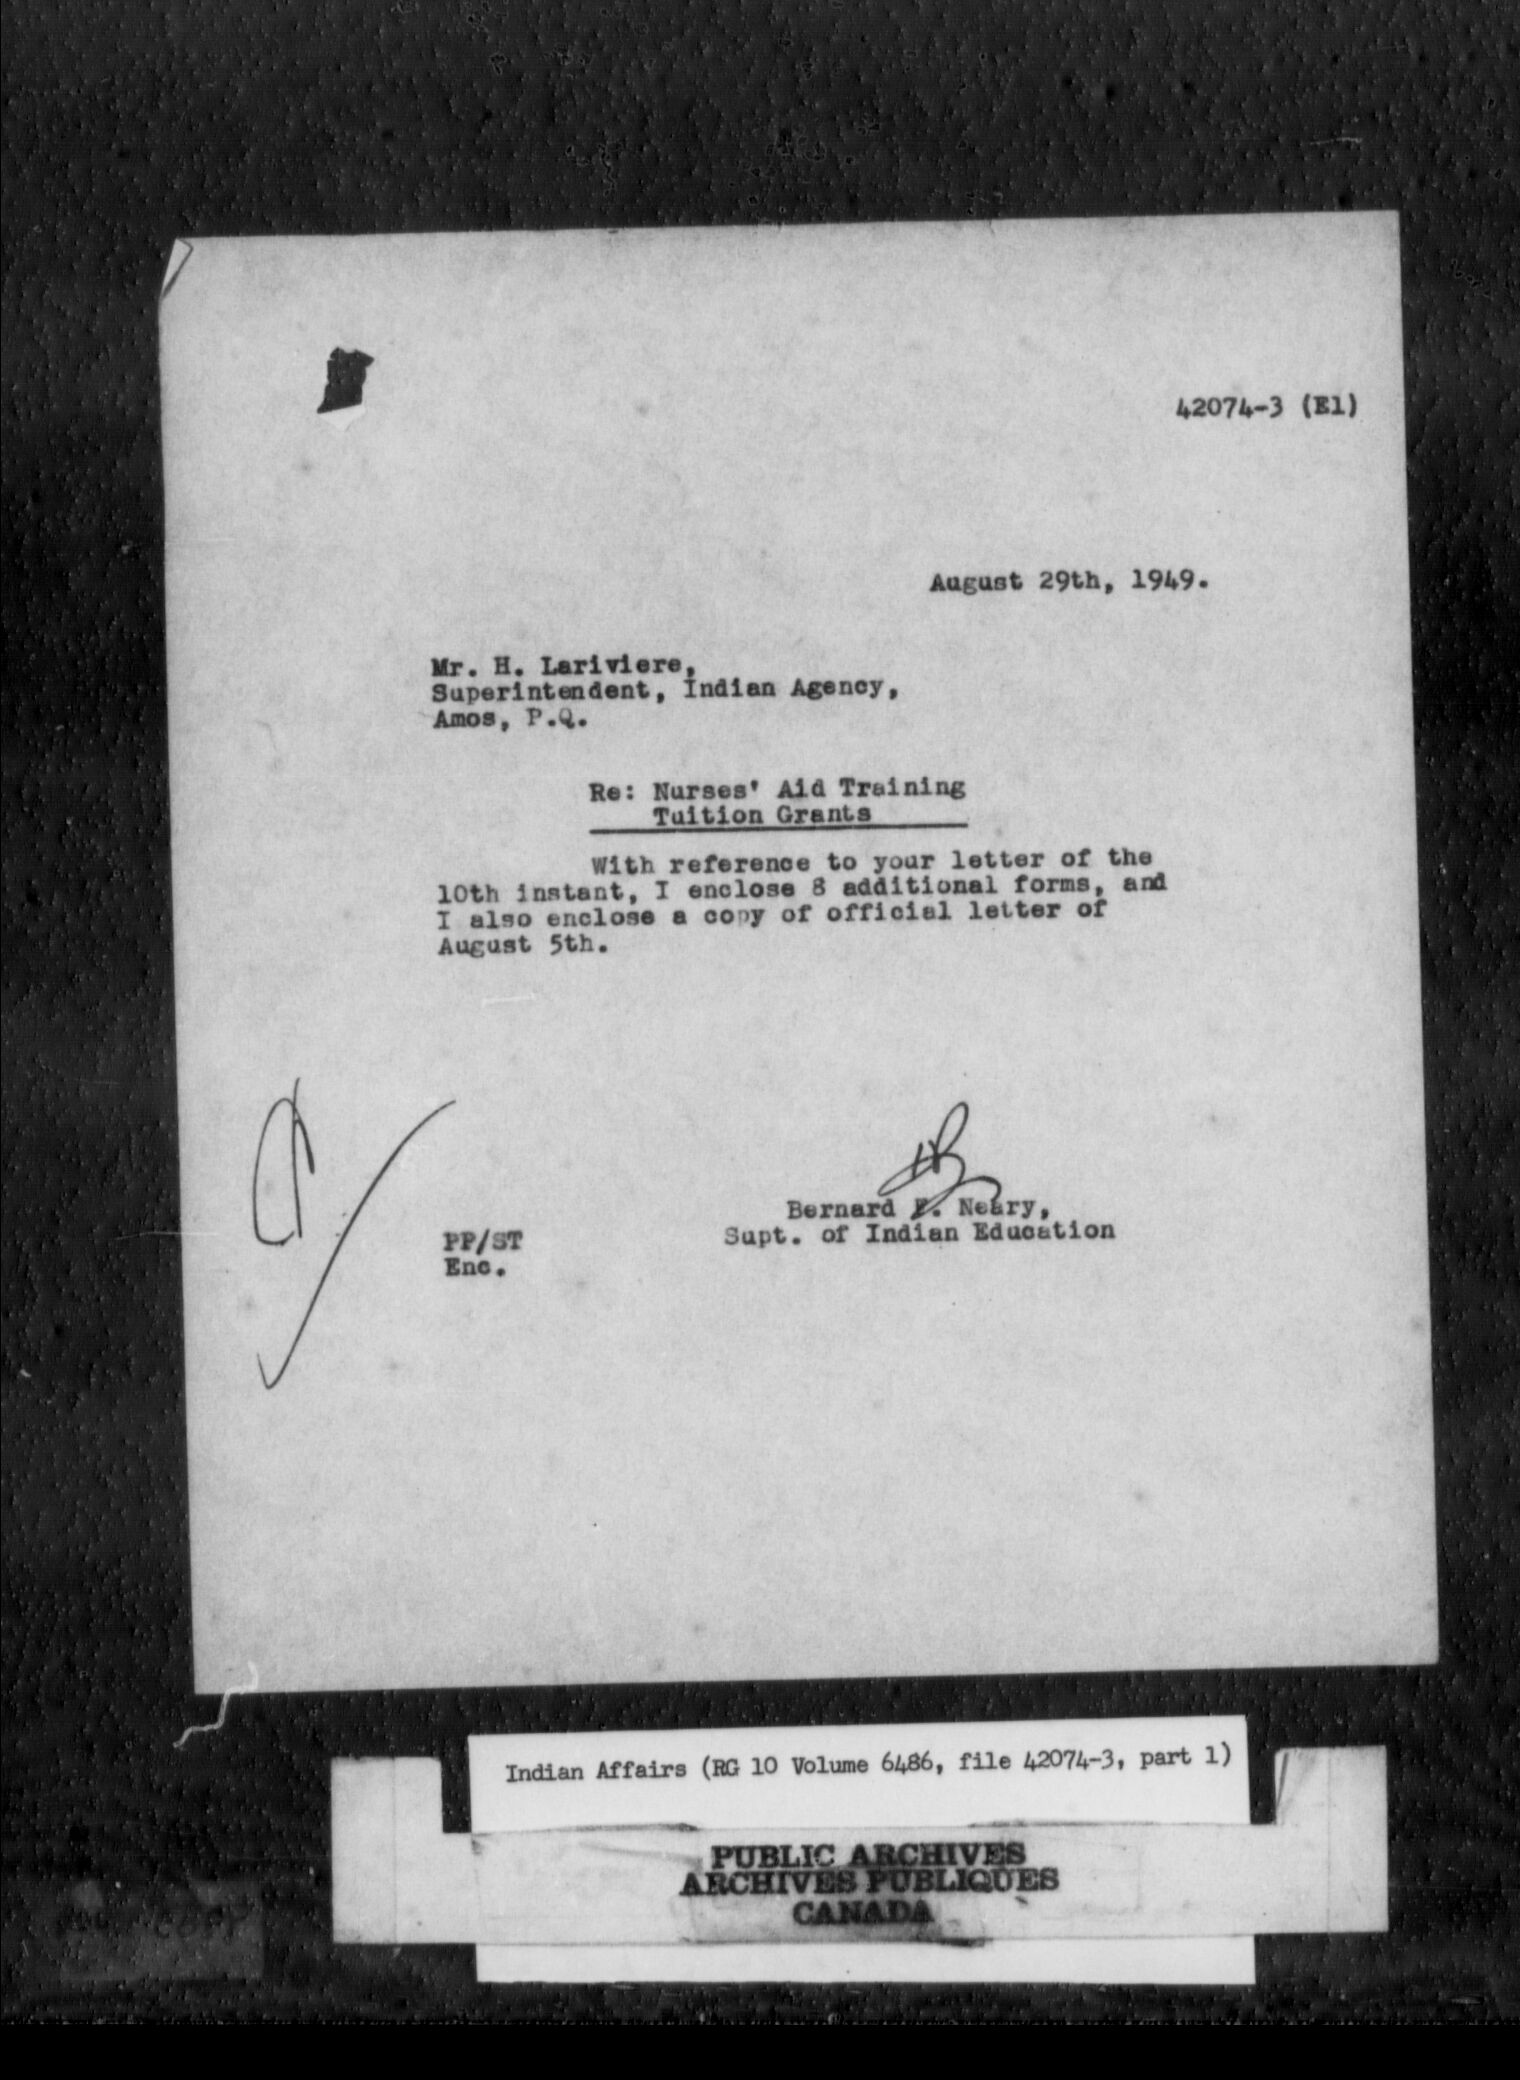 42074-3 (E1)
August 29th, 1949.
Mr. H. Lariviere,
Superintendent, Indian Agency,
Amos, P.Q.
Re: Nurses' Aid Training
Tuition Grants
With reference to your letter of the
10th instant, I enclose 8 additional forms, and
I also enclose a copy of official letter of
August 5th.
Bernard F. Neary,
Supt. of Indian Education
PP/ST
Enc.
Indian Affairs (RG 10 Volume 6486, file 42074-3, part 1)
PUBLIC ARCHIVES
ARCHIVES PUBLIQUES
CANADA